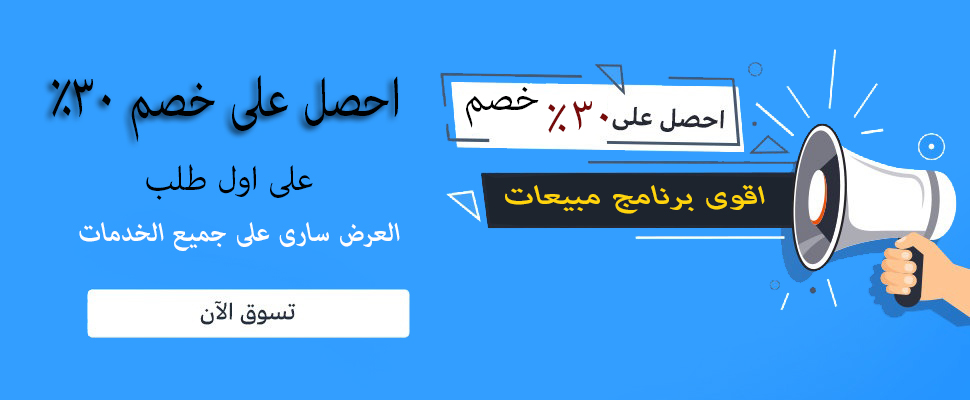 احصل على ٣٠٪ خصم
اقوى برنامج مبيعات
احصل على خصم ٣٠٪
على اول طلب
العرض سارى على جميع الخدمات
تسوق الآن